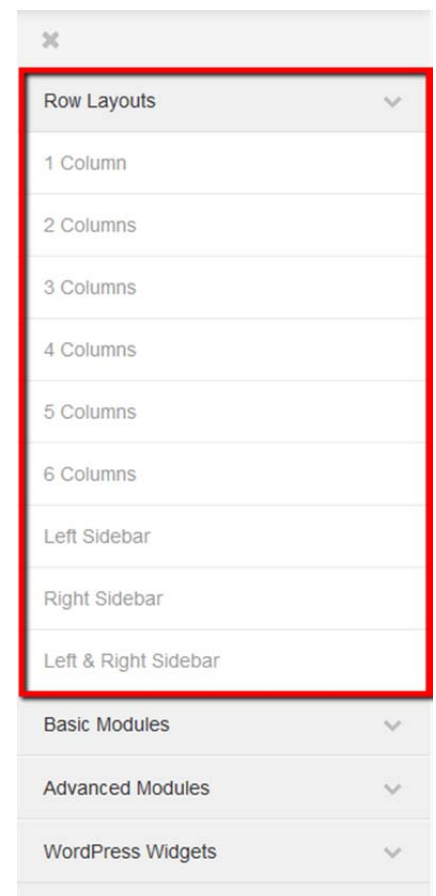 Row Layouts
1 Column
2 Columns
3 Columns
4 Columns
5 Columns
6 Columns
Left Sidebar
Right Sidebar
Left & Right Sidebar
Basic Modules
Advanced Modules
WordPress Widgets